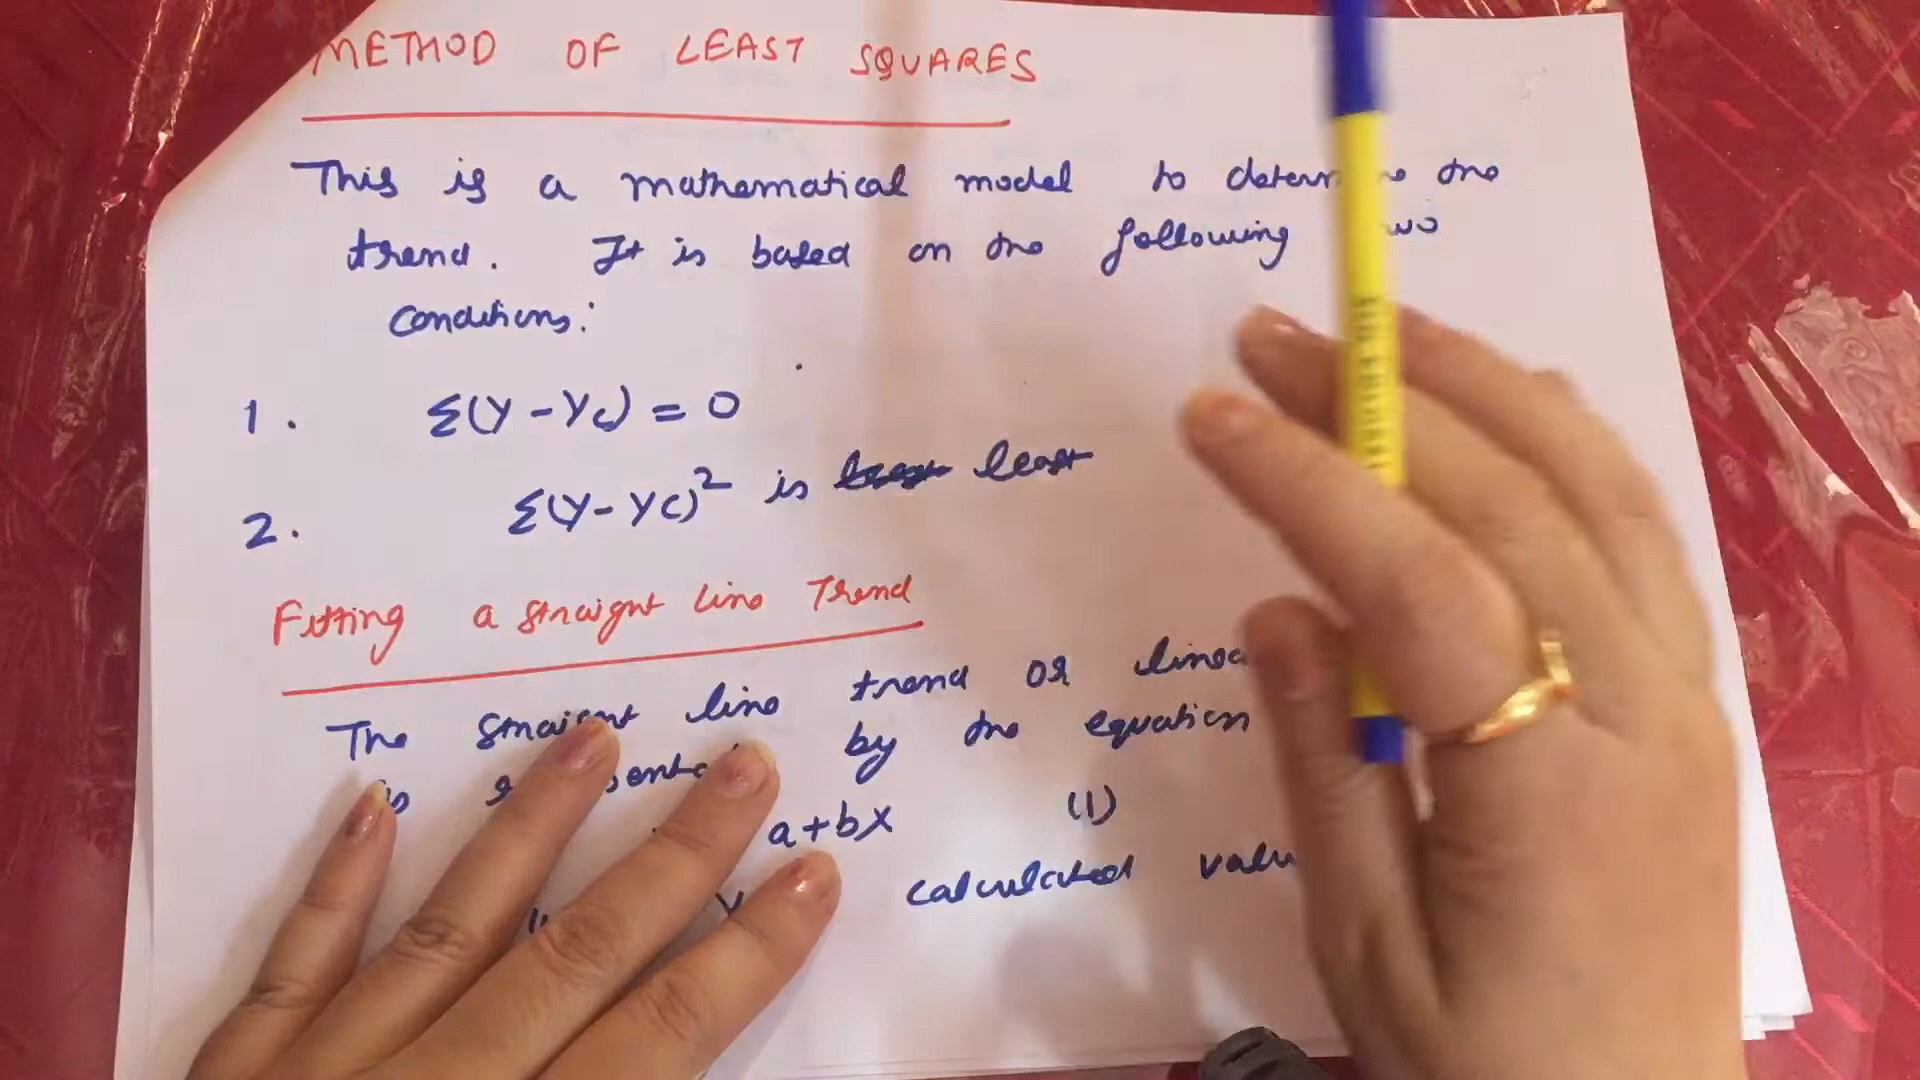 METHOD OF LEAST SQUARES
This is a mathematical model to the
trend. It is based on the following
Conditions:
1. Σ(Y-Yc) = 0
2. Σ(Y-Yc)² is least
Fitting a straight line Trend
The straight line trend or
is by the equation
a+bx (1)
calculated